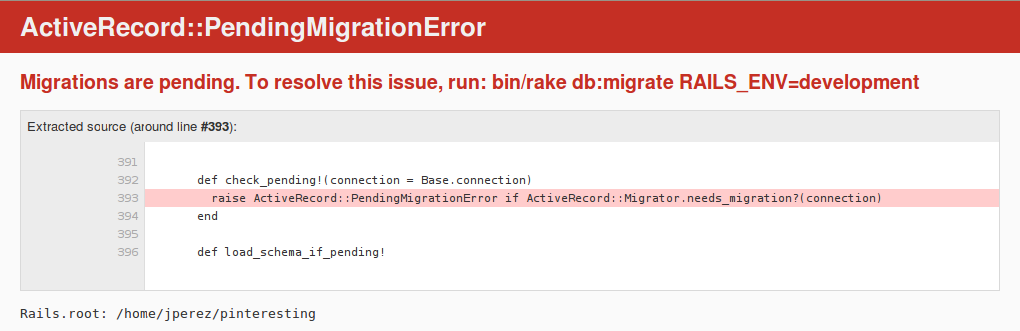 ActiveRecord::PendingMigrationError
Migrations are pending. To resolve this issue, run: bin/rake db:migrate RAILS_ENV=development
Extracted source (around line #393):
391
392 def check_pending!(connection = Base.connection)
393 raise ActiveRecord::PendingMigrationError if ActiveRecord::Migrator.needs_migration?(connection)
394 end
395
396 def load_schema_if_pending!
Rails.root: /home/jperez/pinteresting